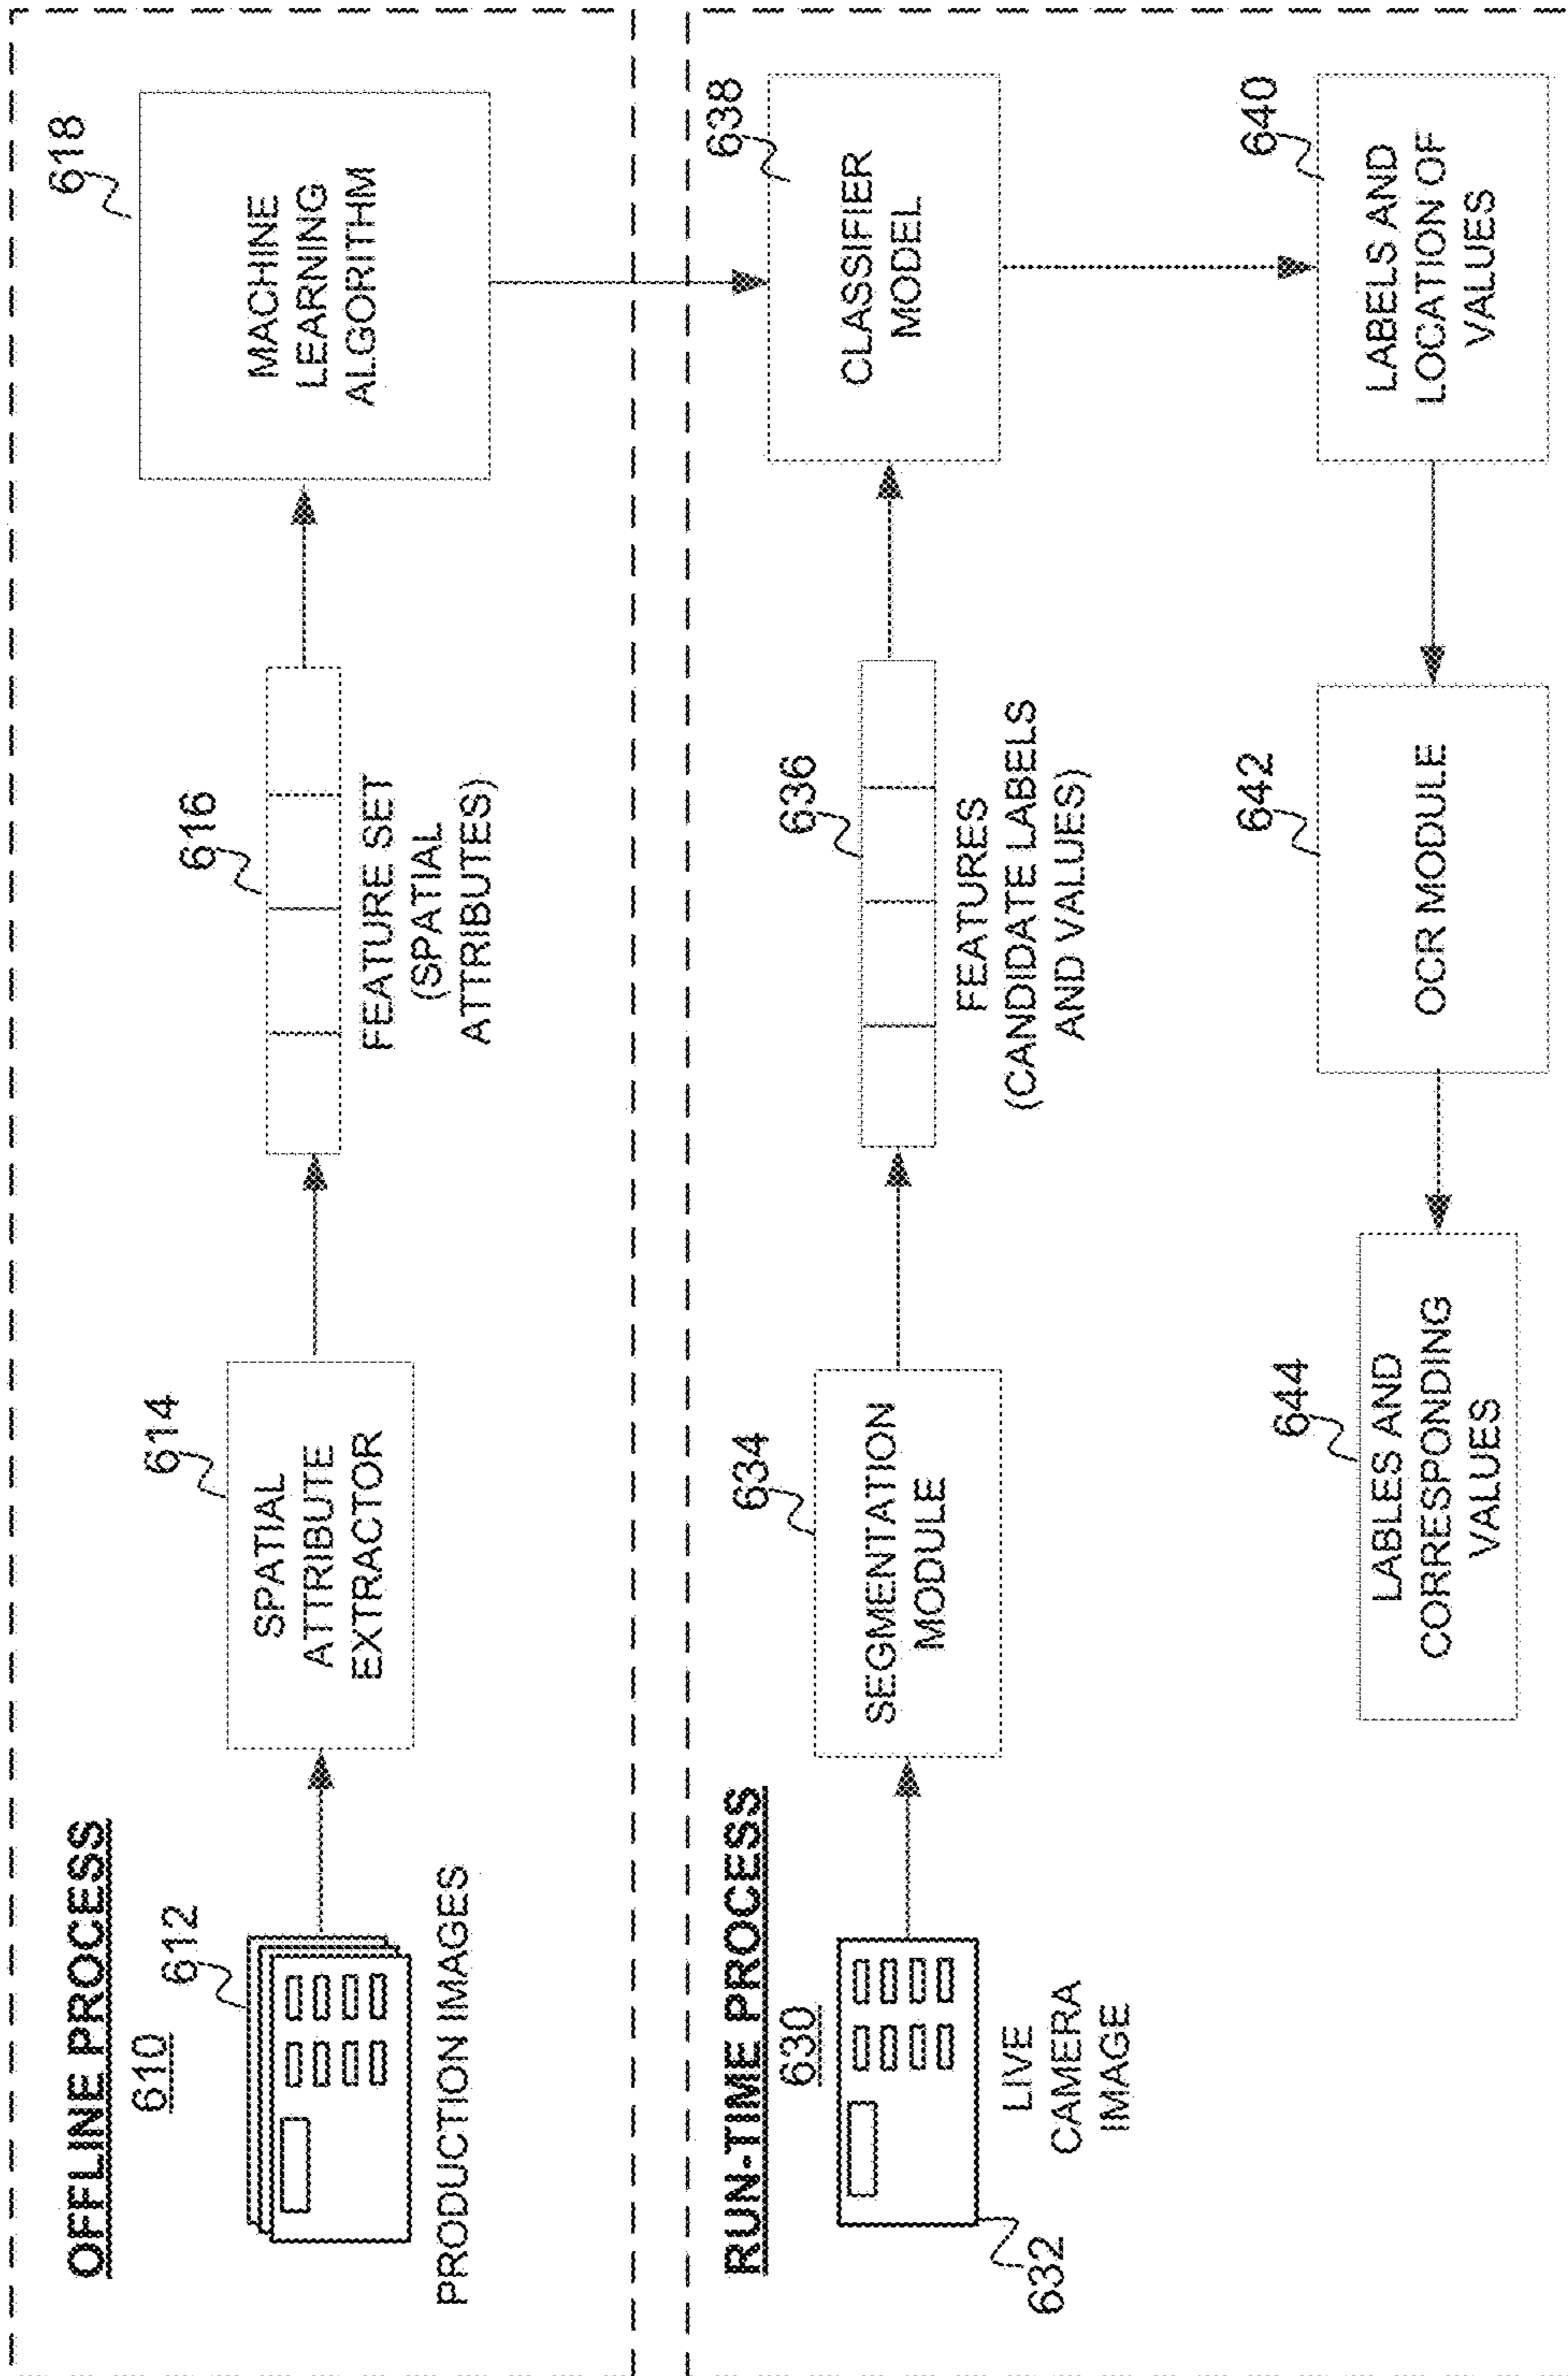 OFFLINE PROCESS
610
612
PRODUCTION IMAGES
614
SPATIAL
ATTRIBUTE
EXTRACTOR
616
FEATURE SET
(SPATIAL
ATTRIBUTES)
618
MACHINE
LEARNING
ALGORITHM
RUN-TIME PROCESS
630
632
LIVE
CAMERA
IMAGE
634
SEGMENTATION
MODULE
636
FEATURES
(CANDIDATE LABELS
AND VALUES)
638
CLASSIFIER
MODEL
640
LABELS AND
LOCATION OF
VALUES
642
OCR MODULE
644
LABLES AND
CORRESPONDING
VALUES